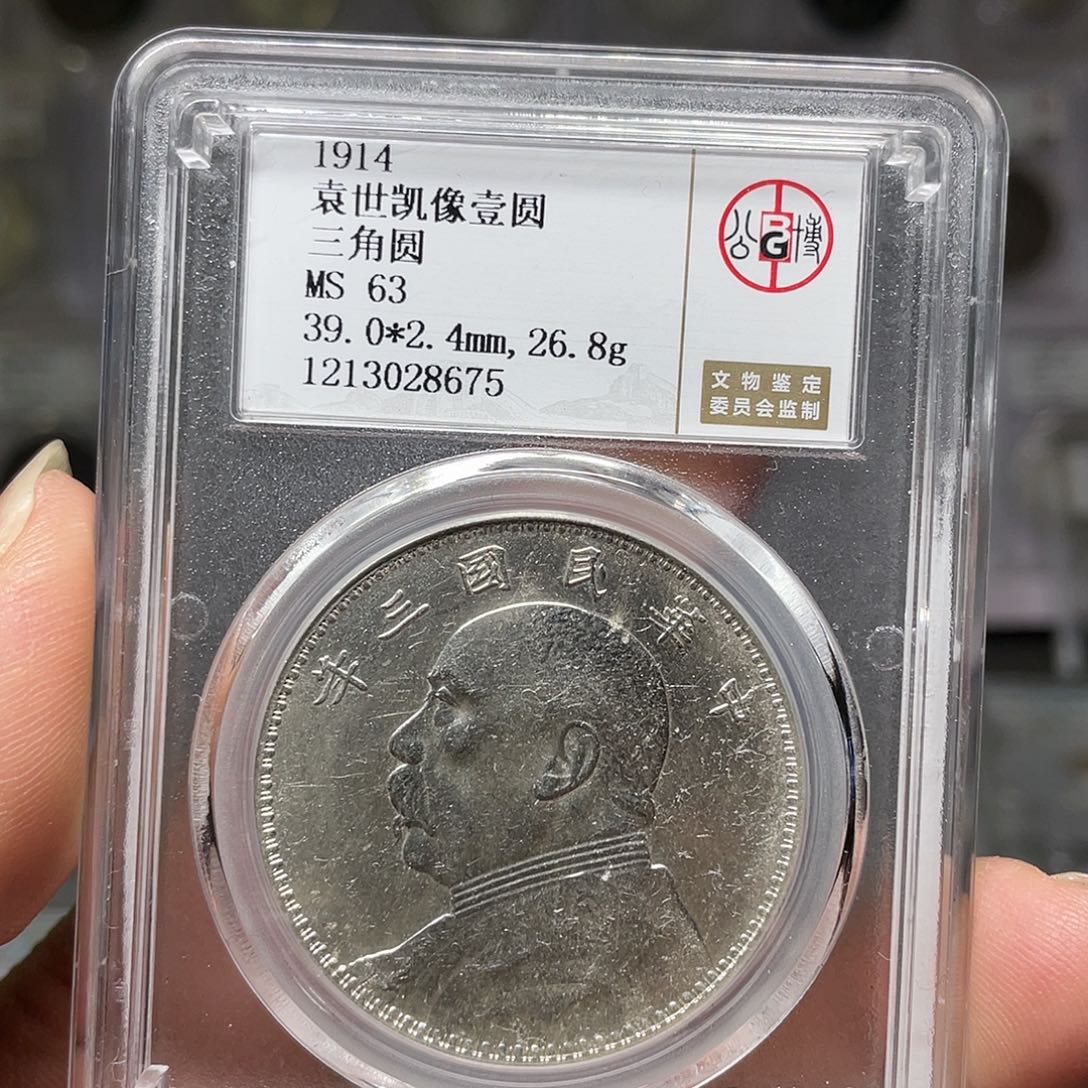 1914
袁世凯像壹圆
三角圆
MS 63
39.0*2.4mm,26.8g
1213028675
公 BG 博
文物鉴定
委员会监制
年三國民華中